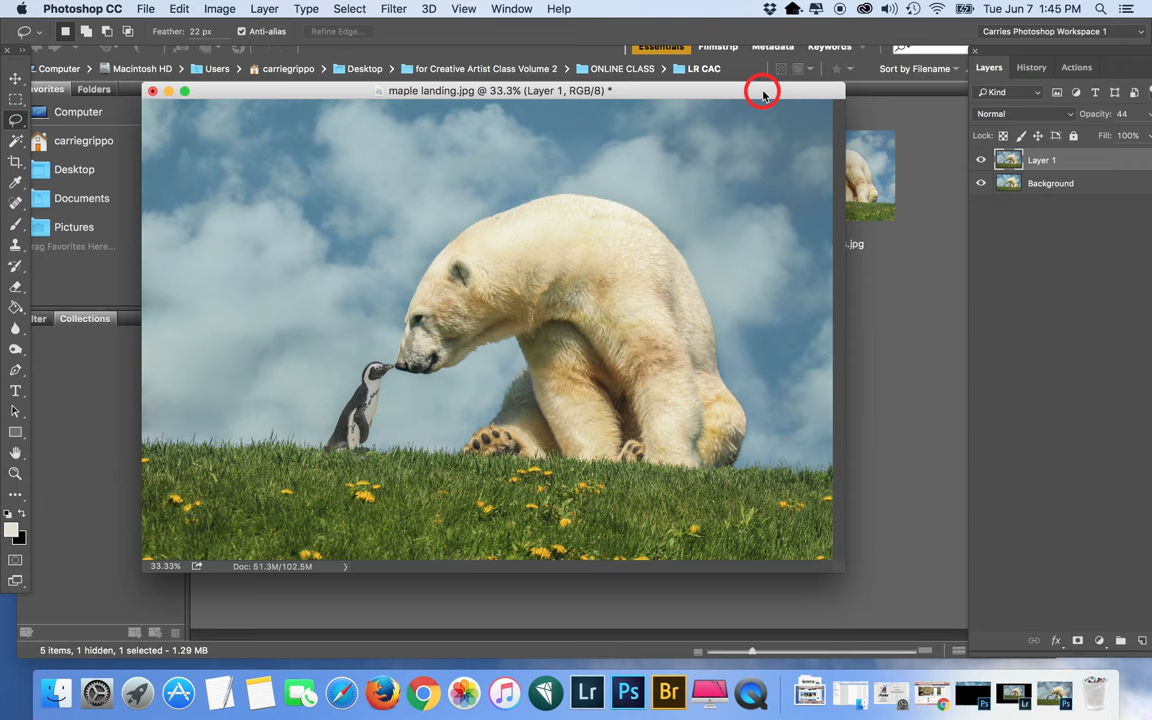 Photoshop CC File Edit Image Layer Type Select Filter 3D View Window Help Tue Jun 7 1:45 PM
Feather: 22 px Anti-alias Refine Edge... Carries Photoshop Workspace 1
Essentials Filmstrip Metadata Keywords
Computer Macintosh HD Users carriegrippo Desktop for Creative Artist Class Volume 2 ONLINE CLASS LR CAC Sort by Filename
Layers History Actions
avorites Folders
maple landing.jpg @ 33.3% (Layer 1, RGB/8) *
Kind
Computer
Normal Opacity: 44
carriegrippo
Lock: Fill: 100%
Layer 1
Desktop
Background
Documents
Pictures
rag Favorites Here...
.jpg
lter Collections
33.33% Doc: 51.3M/102.5M
5 items, 1 hidden, 1 selected - 1.29 MB
fx
Lr Ps Br